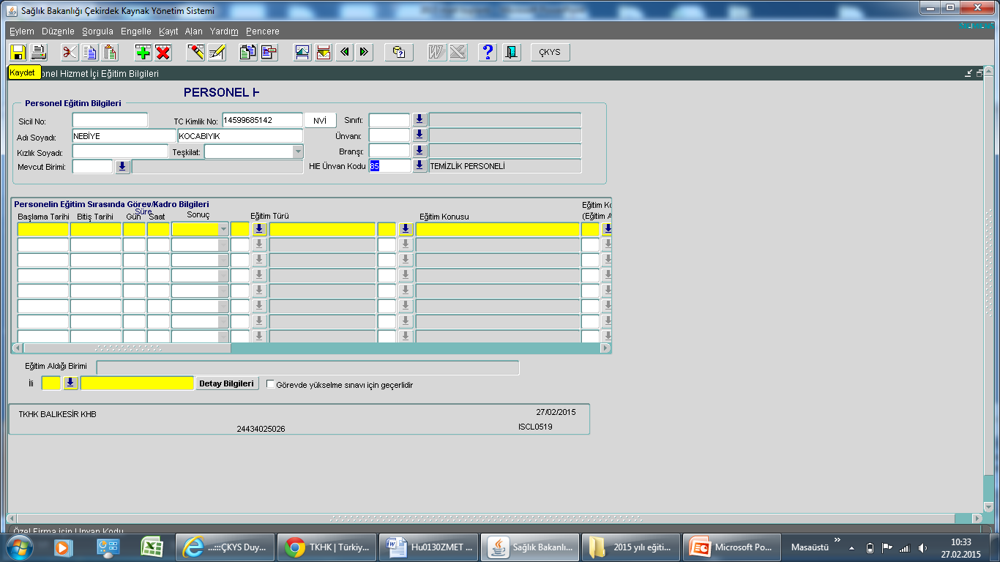 Sağlık Bakanlığı Çekirdek Kaynak Yönetim Sistemi
Eylem Düzenle Sorgula Engelle Kayıt Alan Yardım Pencere
ÇKYS
Kaydet
onel Hizmet İçi Eğitim Bilgileri
PERSONEL H
Personel Eğitim Bilgileri
Sicil No: TC Kimlik No: 14599685142 NVİ Sınıfı:
Adı Soyadı: NEBİYE KOCABIYIK Ünvanı:
Kızlık Soyadı: Teşkilat: Branşı:
Mevcut Birimi: HIE Ünvan Kodu 85 TEMİZLİK PERSONELİ
Personelin Eğitim Sırasında Görev/Kadro Bilgileri
Eğitim Ko
Süre
Başlama Tarihi Bitiş Tarihi Gün Saat Sonuç Eğitim Türü Eğitim Konusu (Eğitim A
Eğitim Aldığı Birimi
İli Detay Bilgileri Görevde yükselme sınavı için geçerlidir
TKHK BALIKESİR KHB 27/02/2015
24434025026 ISCL0519
Özel Firma için Unvan Kodu
...:::ÇKYS Duy... TKHK | Türkiy... Hu0130ZMET ... Sağlık Bakanlı... 2015 yılı eğiti... Microsoft Po... Masaüstü
10:33
27.02.2015